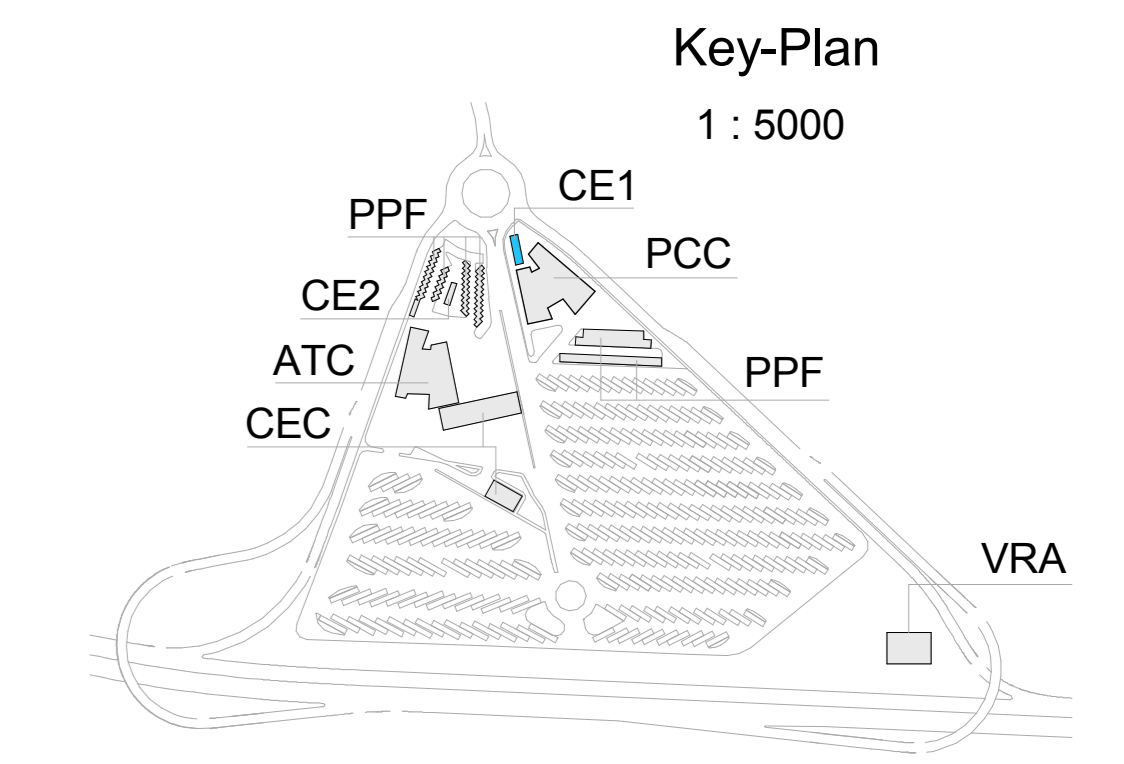 Key-Plan
1 : 5000
CE1
PPF
PCC
CE2
ATC
PPF
CEC
VRA